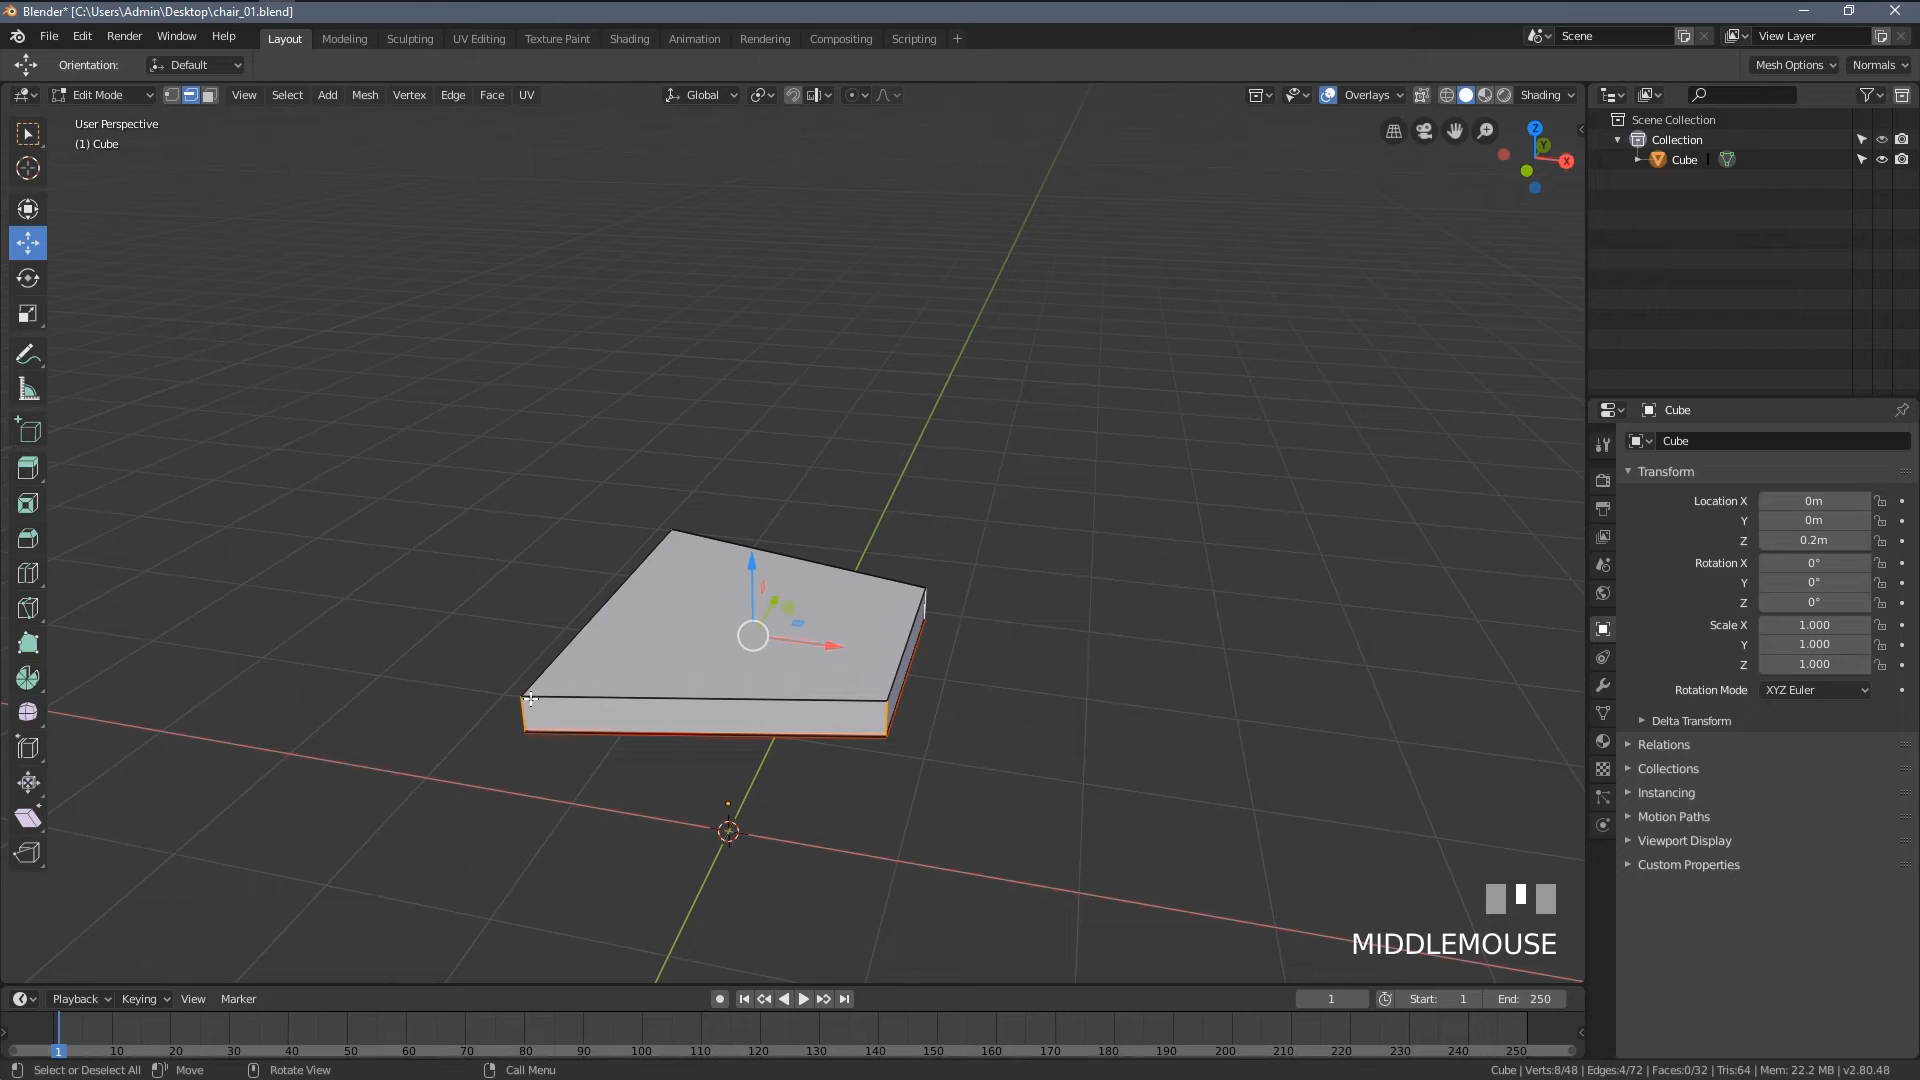 Blender* [C:\Users\Admin\Desktop\chair_01.blend]
File Edit Render Window Help
Layout Modeling Sculpting UV Editing Texture Paint Shading Animation Rendering Compositing Scripting +
Scene
View Layer
Orientation: Default
Mesh Options Normals
Edit Mode View Select Add Mesh Vertex Edge Face UV
Global
Overlays
Shading
User Perspective
(1) Cube
Z
Y
X
Scene Collection
Collection
Cube
Cube
Cube
Transform
Location X 0m
Y 0m
Z 0.2m
Rotation X 0°
Y 0°
Z 0°
Scale X 1.000
Y 1.000
Z 1.000
Rotation Mode XYZ Euler
Delta Transform
Relations
Collections
Instancing
Motion Paths
Viewport Display
Custom Properties
MIDDLEMOUSE
Playback Keying View Marker
1
Start: 1
End: 250
1 10 20 30 40 50 60 70 80 90 100 110 120 130 140 150 160 170 180 190 200 210 220 230 240 250
Select or Deselect All Move Rotate View Call Menu
Cube | Verts:8/48 | Edges:4/72 | Faces:0/32 | Tris:64 | Mem: 22.2 MB | v2.80.48